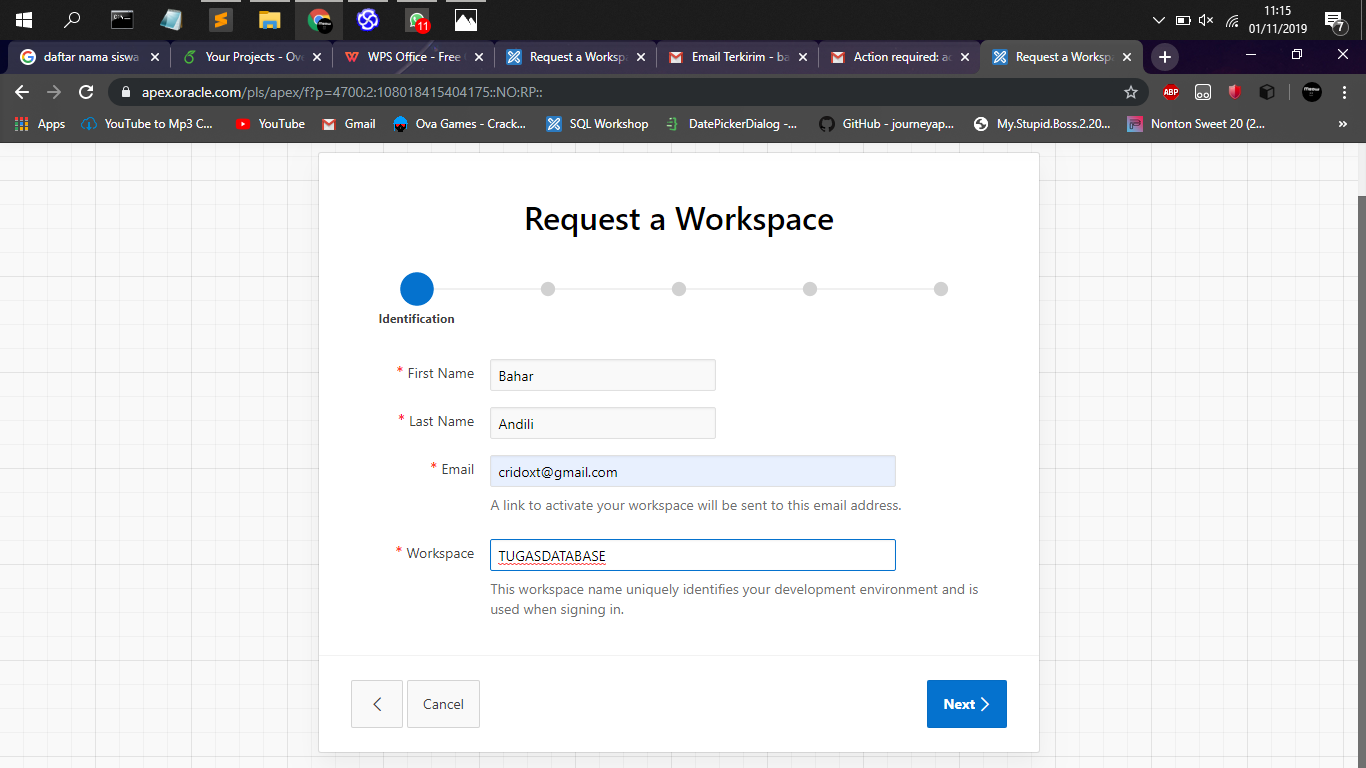 11:15
01/11/2019
11
7
daftar nama siswa
Your Projects - Ove
WPS Office - Free
Request a Workspa
Email Terkirim - ba
Action required: ac
Request a Workspa
apex.oracle.com/pls/apex/f?p=4700:2:108018415404175::NO:RP::
ABP
Apps
YouTube to Mp3 C...
YouTube
Gmail
Ova Games - Crack...
SQL Workshop
DatePickerDialog -...
GitHub - journeyap...
My.Stupid.Boss.2.20...
Nonton Sweet 20 (2...
»
Request a Workspace
Identification
* First Name
Bahar
* Last Name
Andili
* Email
cridoxt@gmail.com
A link to activate your workspace will be sent to this email address.
* Workspace
TUGASDATABASE
This workspace name uniquely identifies your development environment and is
used when signing in.
Cancel
Next